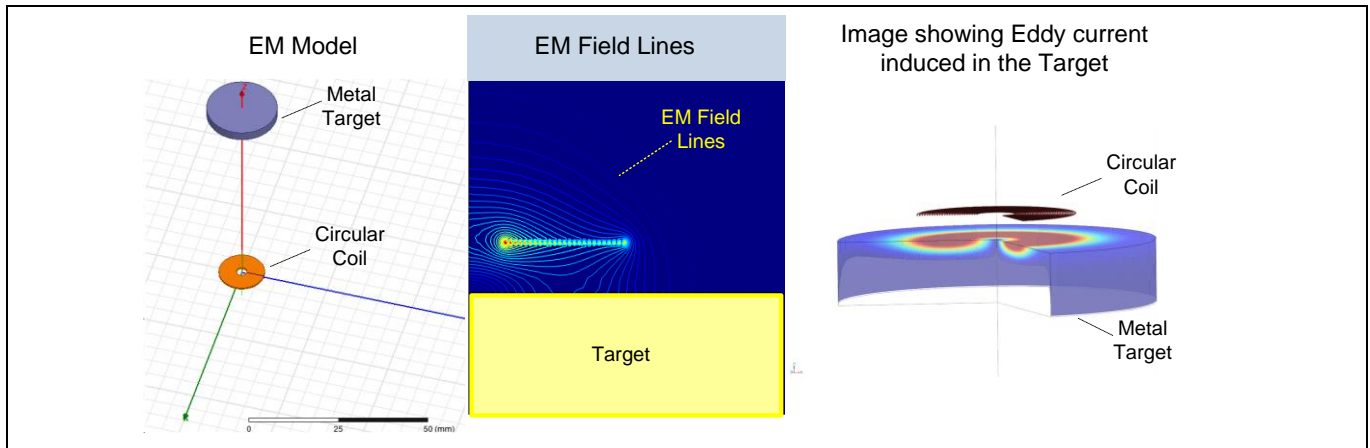 EM Model
Metal
Target
Circular
Coil
0
25
50 (mm)
EM Field Lines
EM Field
Lines
Target
Image showing Eddy current
induced in the Target
Circular
Coil
Metal
Target